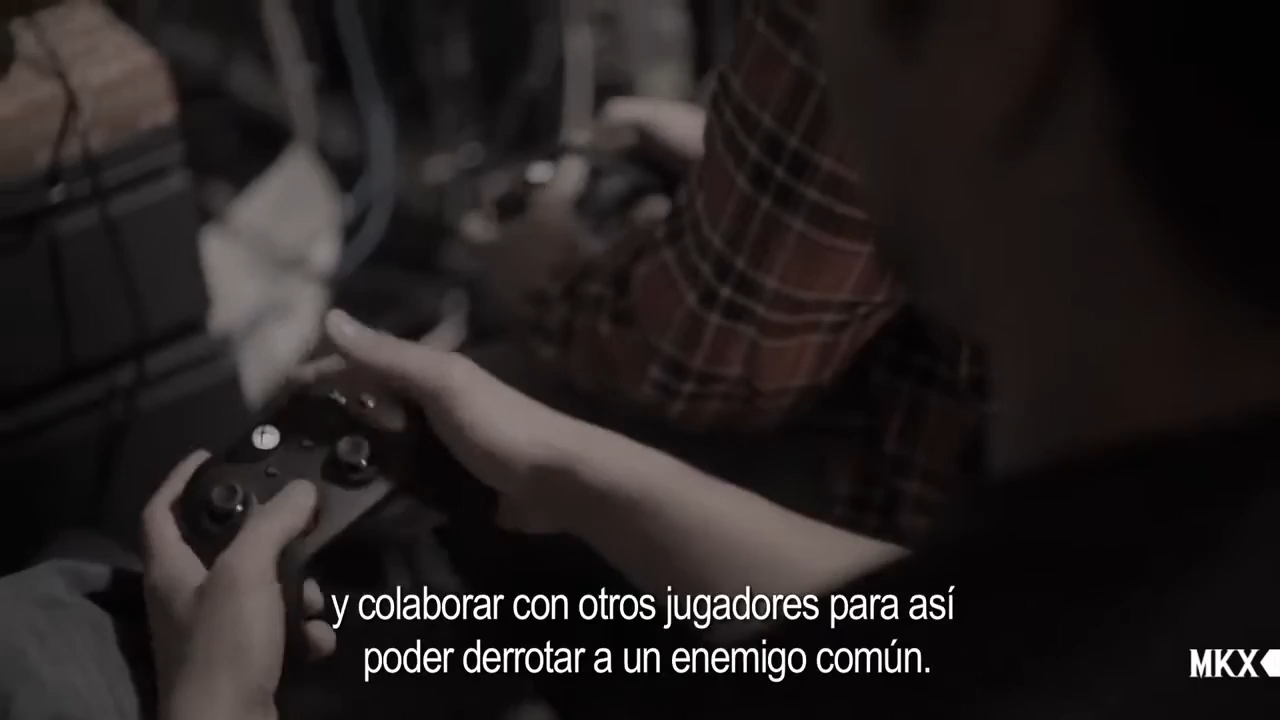 y colaborar con otros jugadores para así
poder derrotar a un enemigo común.
MKX